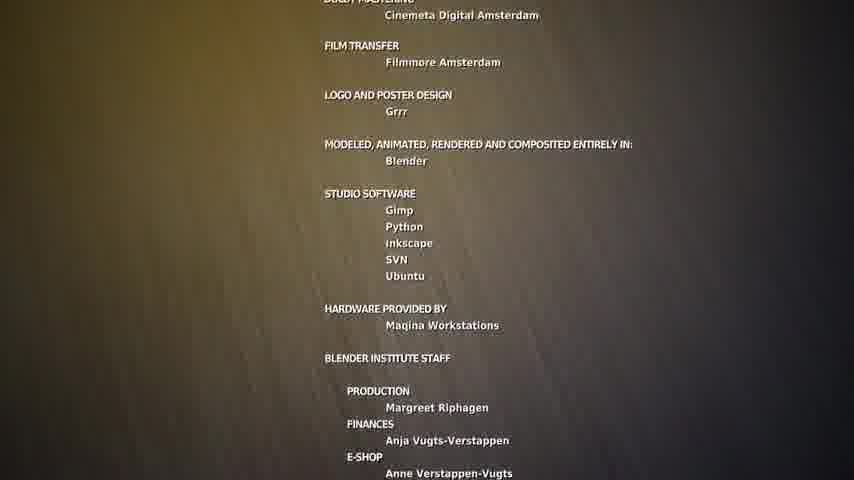 DOLBY MASTERING
Cinemeta Digital Amsterdam
FILM TRANSFER
Filmmore Amsterdam
LOGO AND POSTER DESIGN
Grrr
MODELED, ANIMATED, RENDERED AND COMPOSITED ENTIRELY IN:
Blender
STUDIO SOFTWARE
Gimp
Python
Inkscape
SVN
Ubuntu
HARDWARE PROVIDED BY
Maqina Workstations
BLENDER INSTITUTE STAFF
PRODUCTION
Margreet Riphagen
FINANCES
Anja Vugts-Verstappen
E-SHOP
Anne Verstappen-Vugts